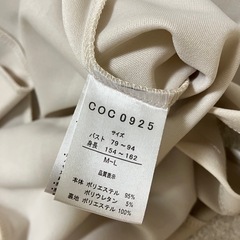 COC0925
サイズ
バスト 79～94
身長 154～162
M-L
品質表示
本体 ポリエステル 95%
ポリウレタン 5%
裏地 ポリエステル 100%